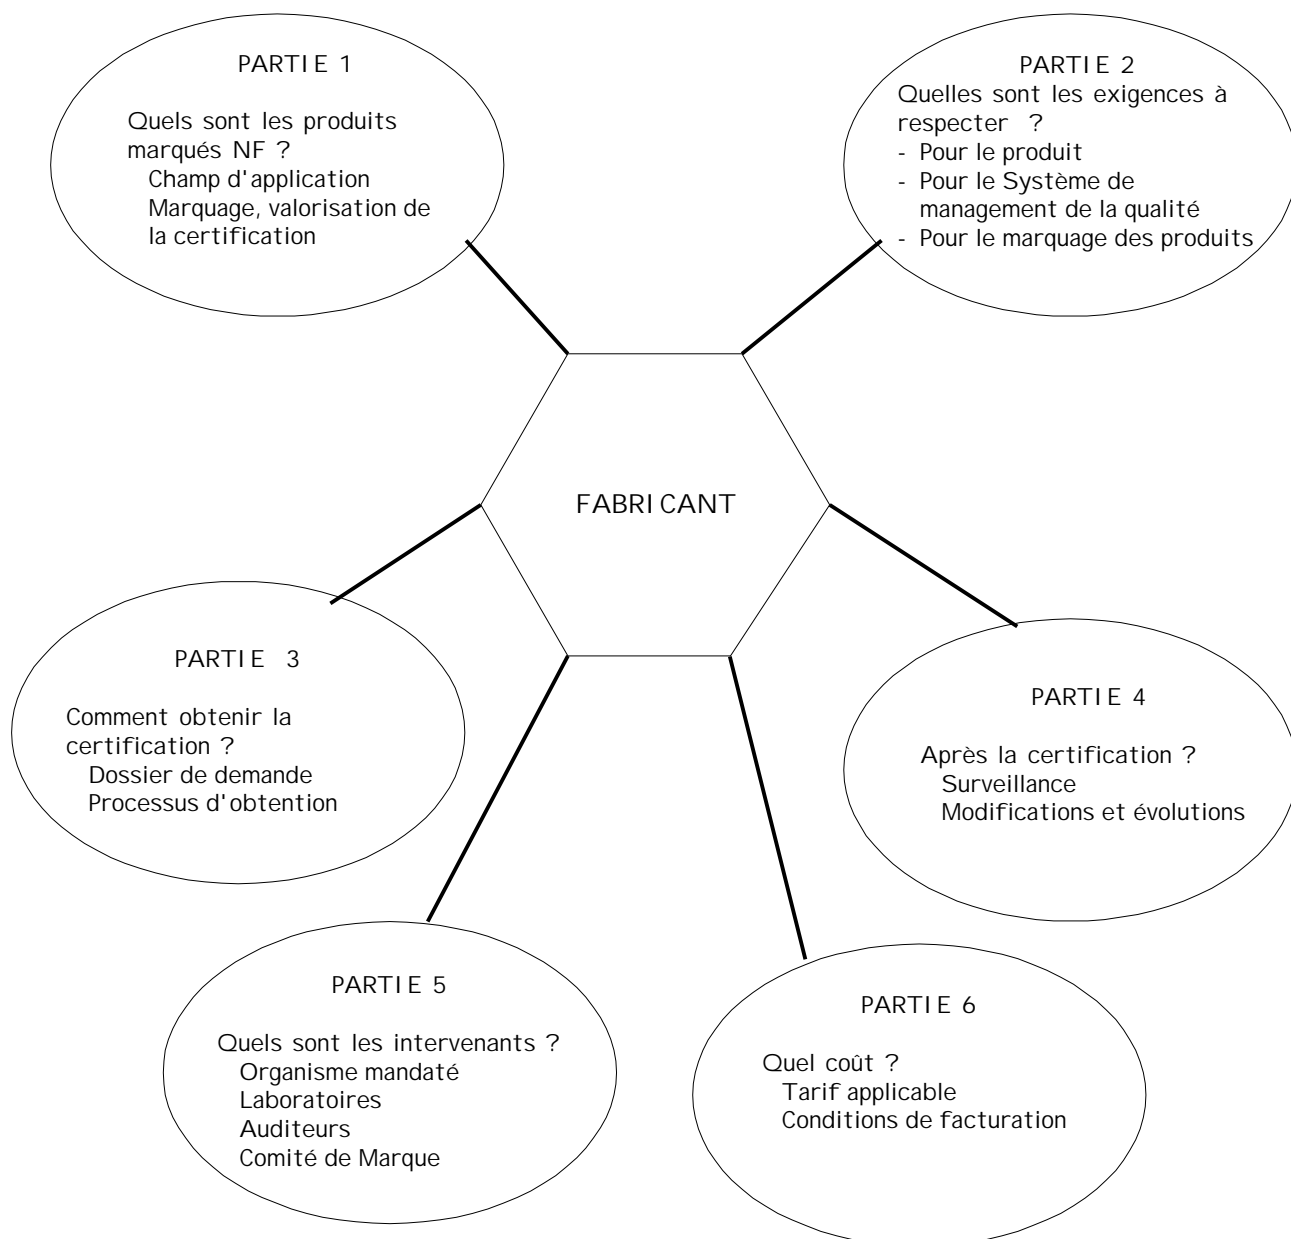 PARTIE 1
Quels sont les produits
marqués NF ?
Champ d'application
Marquage, valorisation de
la certification
PARTIE 2
Quelles sont les exigences à
respecter ?
- Pour le produit
- Pour le Système de
management de la qualité
- Pour le marquage des produits
FABRICANT
PARTIE 3
Comment obtenir la
certification ?
Dossier de demande
Processus d'obtention
PARTIE 4
Après la certification ?
Surveillance
Modifications et évolutions
PARTIE 5
Quels sont les intervenants ?
Organisme mandaté
Laboratoires
Auditeurs
Comité de Marque
PARTIE 6
Quel coût ?
Tarif applicable
Conditions de facturation